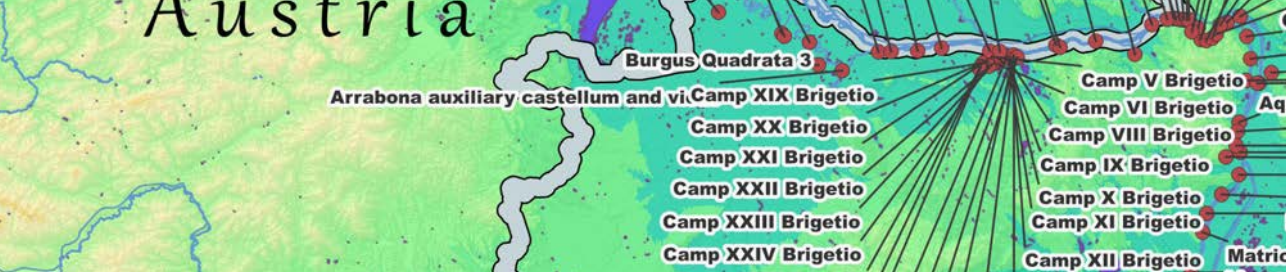 Austria
Burgus Quadrata 3
Camp V Brigetio
Arrabona auxiliary castellum and vi
Camp XIX Brigetio
Camp VI Brigetio
Aq
Camp XX Brigetio
Camp VIII Brigetio
Camp XXI Brigetio
Camp IX Brigetio
Camp XXII Brigetio
Camp X Brigetio
Camp XXIII Brigetio
Camp XI Brigetio
Camp XXIV Brigetio
Camp XII Brigetio
Matri